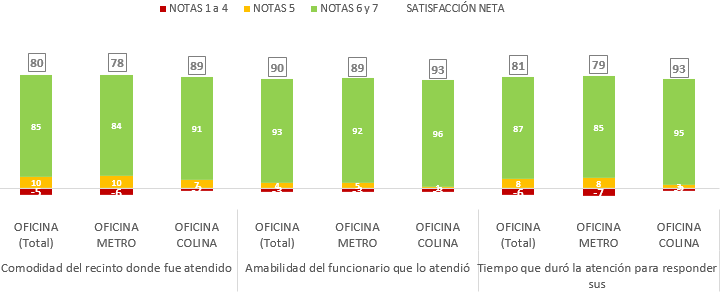 NOTAS 1 a 4 NOTAS 5 NOTAS 6 y 7 SATISFACCIÓN NETA
80 78 89 90 89 93 81 79 93
85 84 91 93 92 96 87 85 95
10 10 7 4 5 8 8
-5 -6 -6 -7
OFICINA (Total) OFICINA METRO OFICINA COLINA OFICINA (Total) OFICINA METRO OFICINA COLINA OFICINA (Total) OFICINA METRO OFICINA COLINA
Comodidad del recinto donde fue atendido
Amabilidad del funcionario que lo atendió
Tiempo que duró la atención para responder
sus